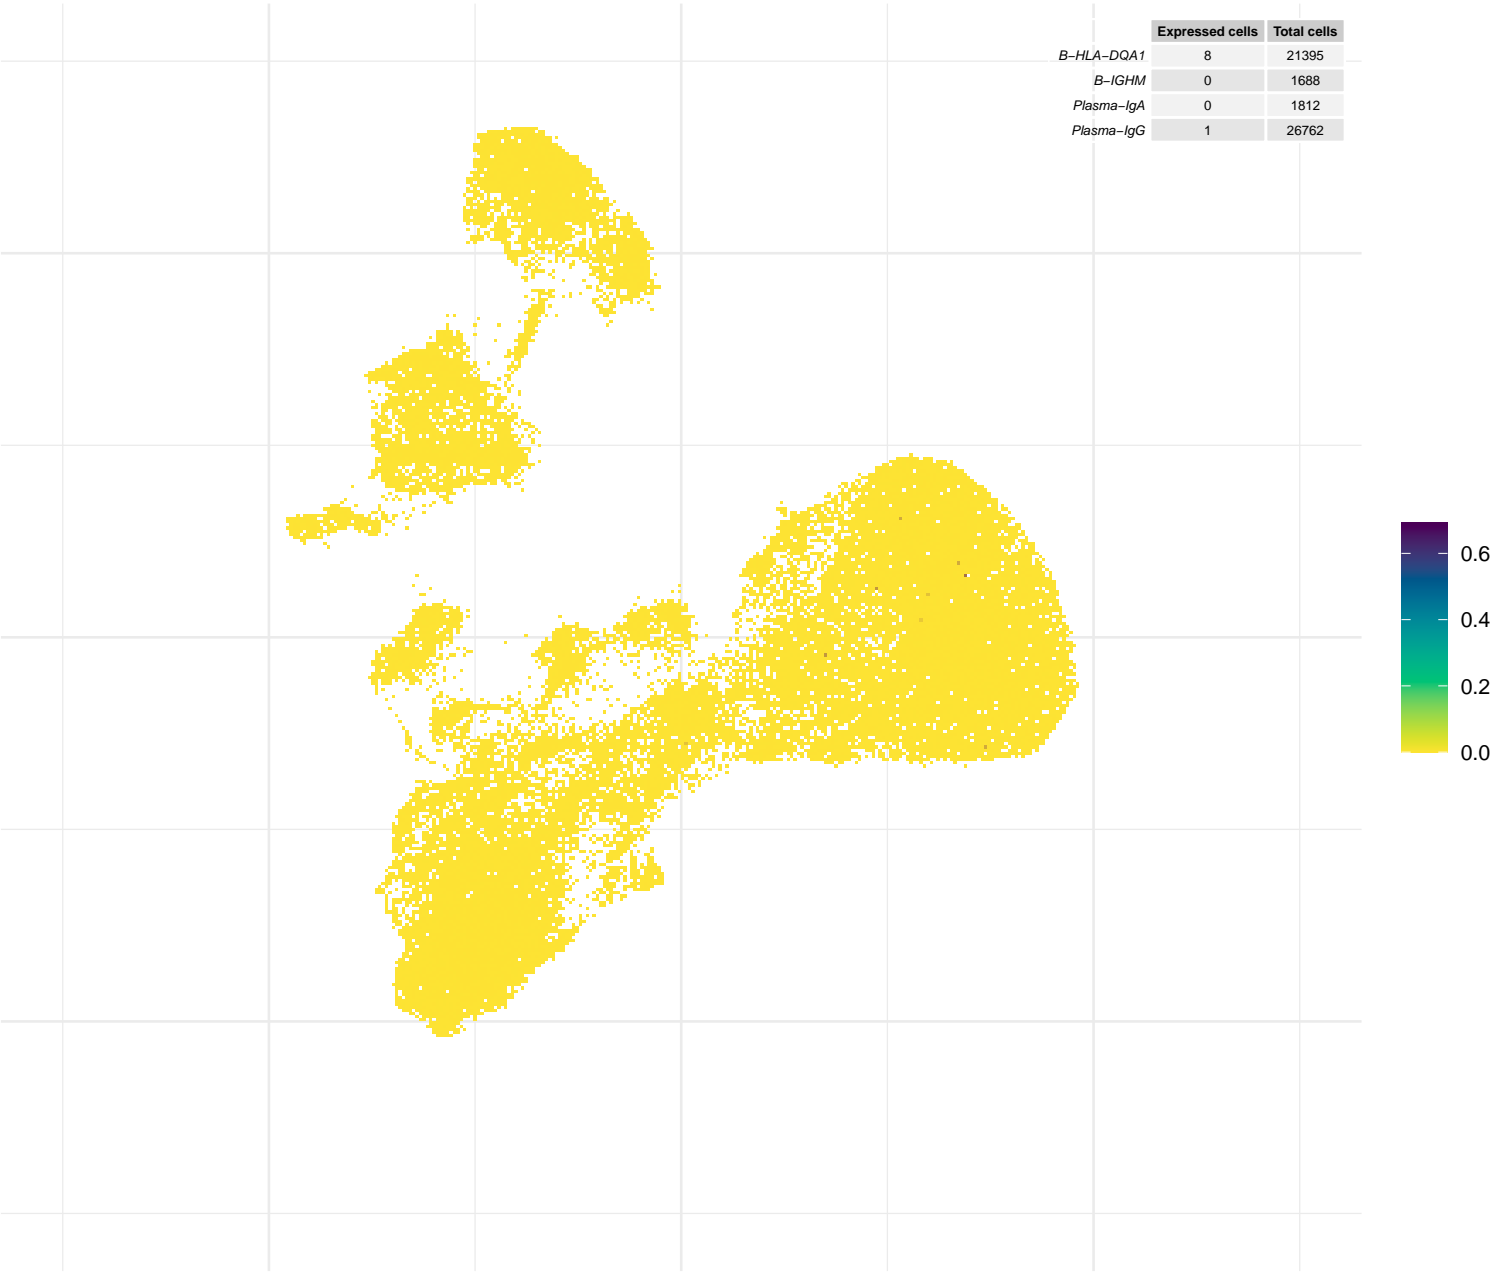 Expressed cells Total cells
B-HLA-DQA1 8 21395
B-IGHM 0 1688
Plasma-IgA 0 1812
Plasma-IgG 1 26762
0.6
0.4
0.2
0.0